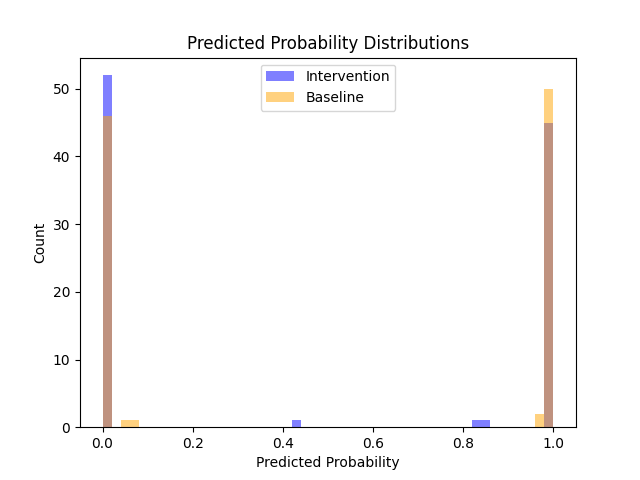 Predicted Probability Distributions
Intervention
Baseline
50
40
30
20
10
0
Count
0.0 0.2 0.4 0.6 0.8 1.0
Predicted Probability